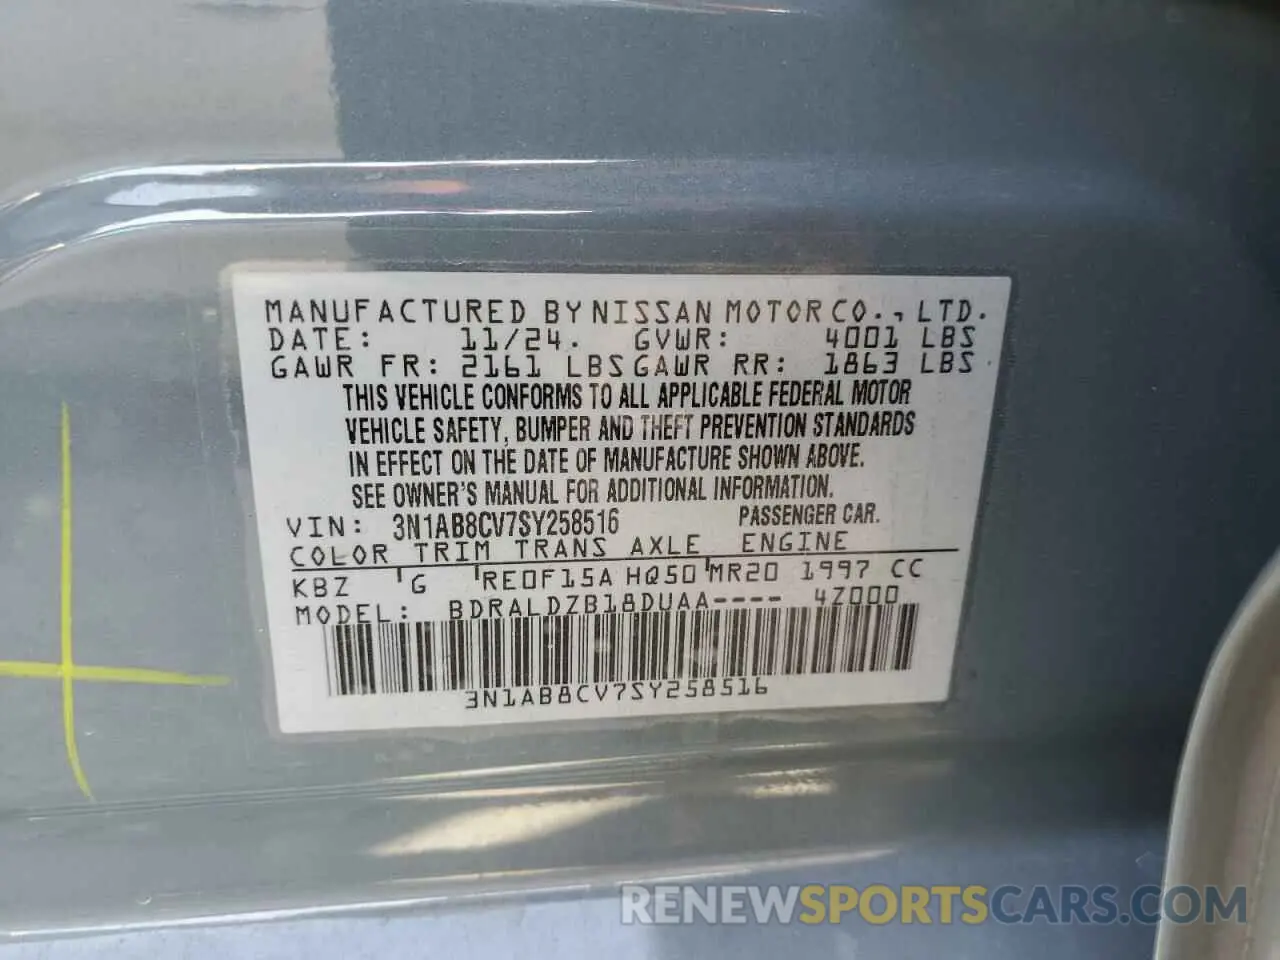 MANUFACTURED BY NISSAN MOTOR CO., LTD.
DATE: 11/24. GVWR: 4001 LBS
GAWR FR: 2161 LBS GAWR RR: 1863 LBS
THIS VEHICLE CONFORMS TO ALL APPLICABLE FEDERAL MOTOR
VEHICLE SAFETY, BUMPER AND THEFT PREVENTION STANDARDS
IN EFFECT ON THE DATE OF MANUFACTURE SHOWN ABOVE.
SEE OWNER'S MANUAL FOR ADDITIONAL INFORMATION.
VIN: 3N1AB8CV7SY258516 PASSENGER CAR.
COLOR TRIM TRANS AXLE ENGINE
KBZ G RE0F15A HQ50 MR20 1997 CC
MODEL: BDRALDZB18DUAA---- 4Z000
3N1AB8CV7SY258516
RENEWSPORTSCARS.COM